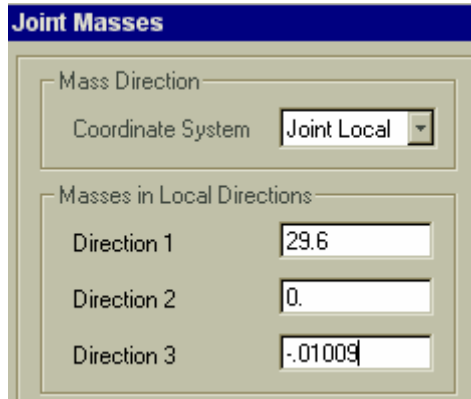 Joint Masses
Mass Direction
Coordinate System Joint Local
Masses in Local Directions
Direction 1 29.6
Direction 2 0.
Direction 3 -.01009